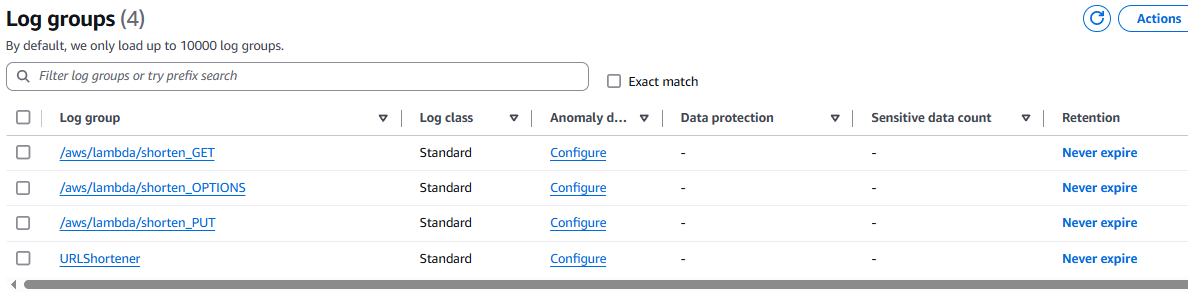 Log groups (4)
Actions
By default, we only load up to 10000 log groups.
Filter log groups or try prefix search
Exact match
Log group Log class Anomaly d... Data protection Sensitive data count Retention
/aws/lambda/shorten_GET Standard Configure - - Never expire
/aws/lambda/shorten_OPTIONS Standard Configure - - Never expire
/aws/lambda/shorten_PUT Standard Configure - - Never expire
URLShortener Standard Configure - - Never expire